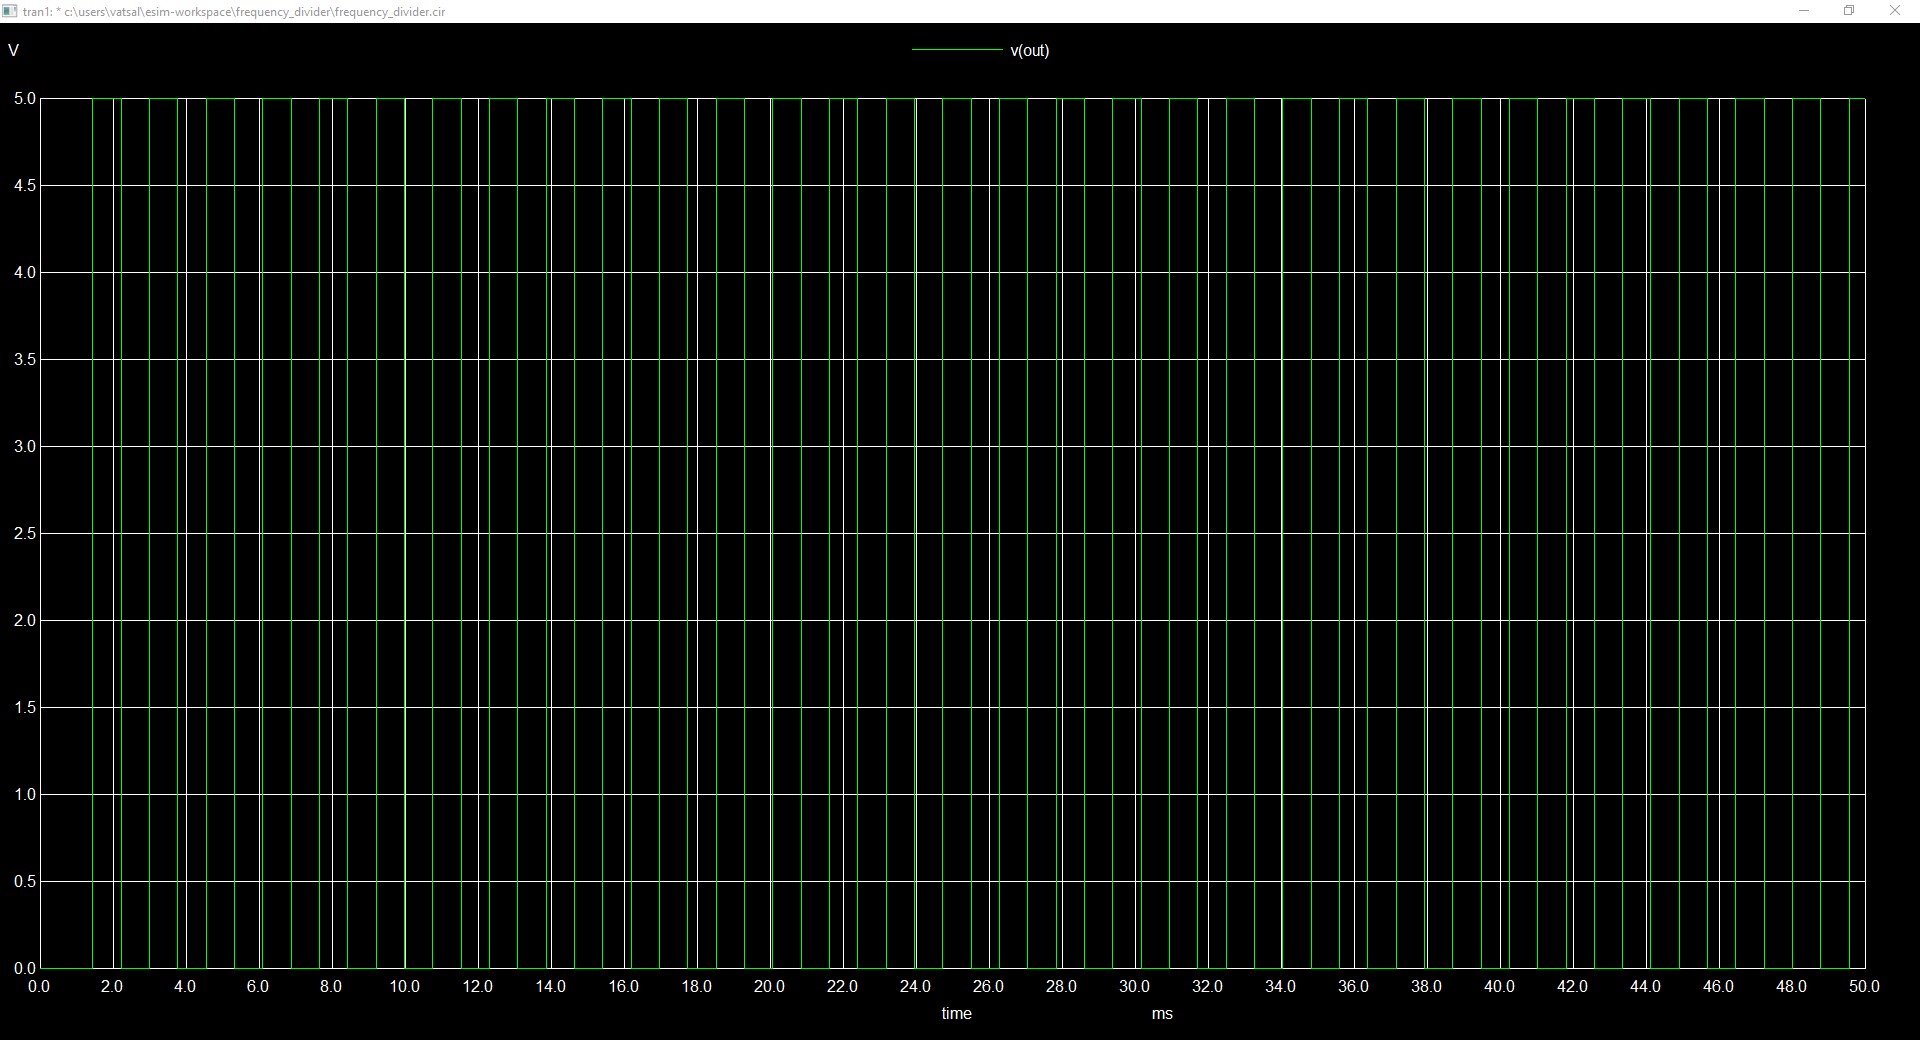 tran1: * c:\users\vatsal\esim-workspace\frequency_divider\frequency_divider.cir
V
v(out)
5.0
4.5
4.0
3.5
3.0
2.5
2.0
1.5
1.0
0.5
0.0
0.0 2.0 4.0 6.0 8.0 10.0 12.0 14.0 16.0 18.0 20.0 22.0 24.0 26.0 28.0 30.0 32.0 34.0 36.0 38.0 40.0 42.0 44.0 46.0 48.0 50.0
time ms